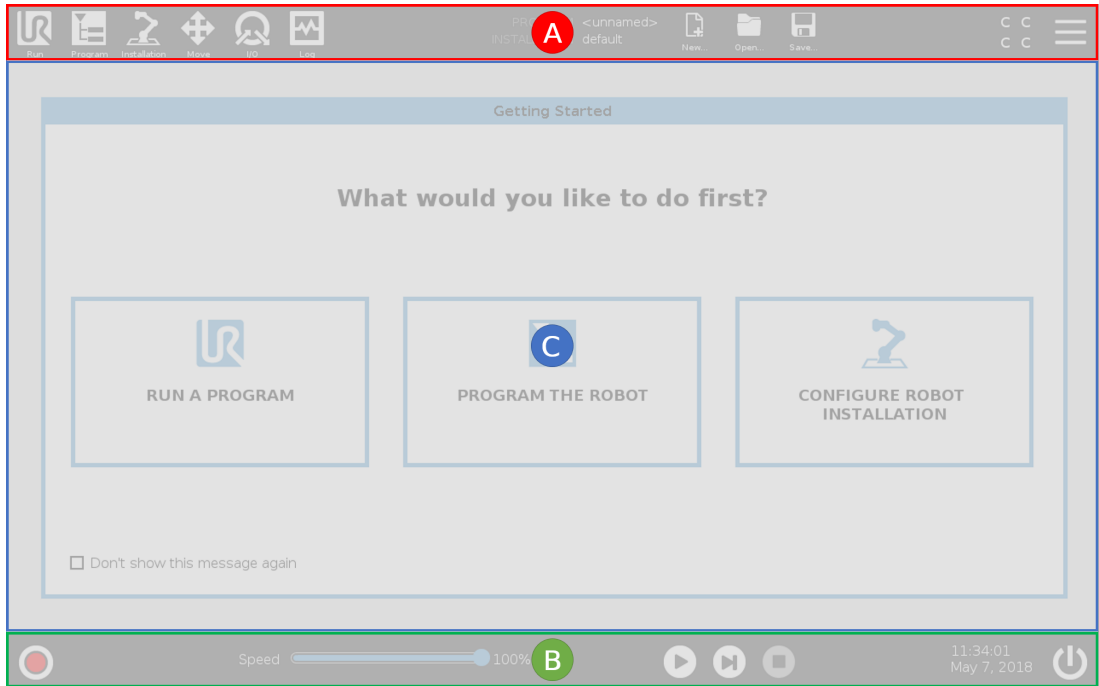 <unnamed>
default
C C
C C
Run Program Installation Move I/O Log New... Open... Save...
A
Getting Started
What would you like to do first?
C
RUN A PROGRAM
PROGRAM THE ROBOT
CONFIGURE ROBOT
INSTALLATION
Don't show this message again
Speed 100%
B
11:34:01
May 7, 2018